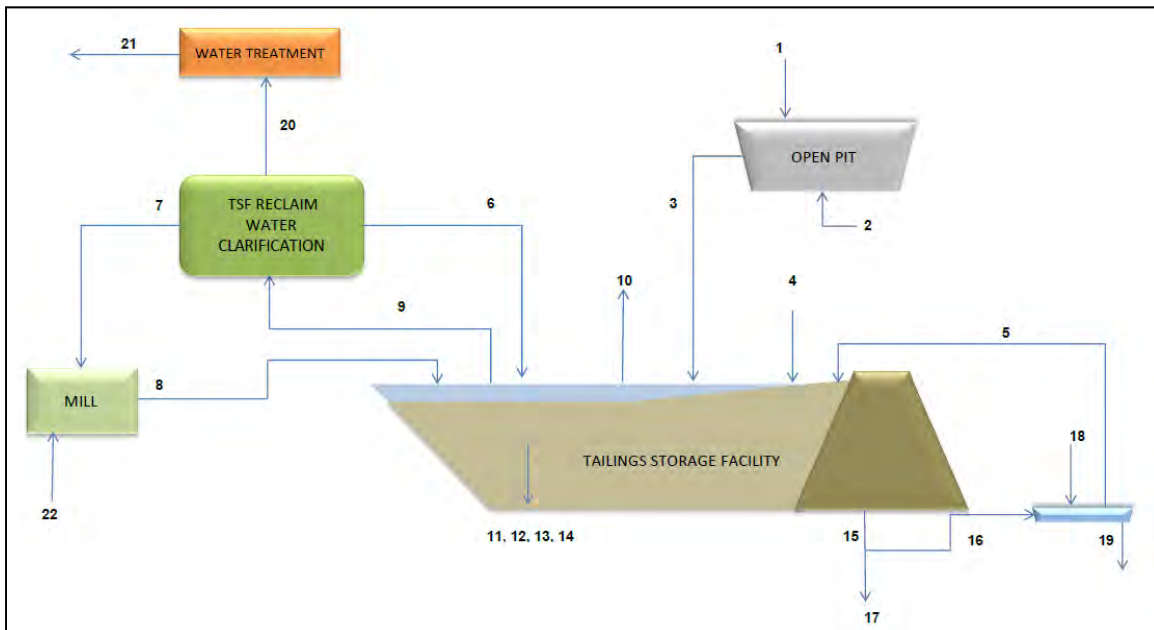 21
WATER TREATMENT
1
20
OPEN PIT
7
TSF RECLAIM
WATER
CLARIFICATION
6
3
2
10
4
9
5
MILL
8
TAILINGS STORAGE FACILITY
18
22
11, 12, 13, 14
15
16
19
17